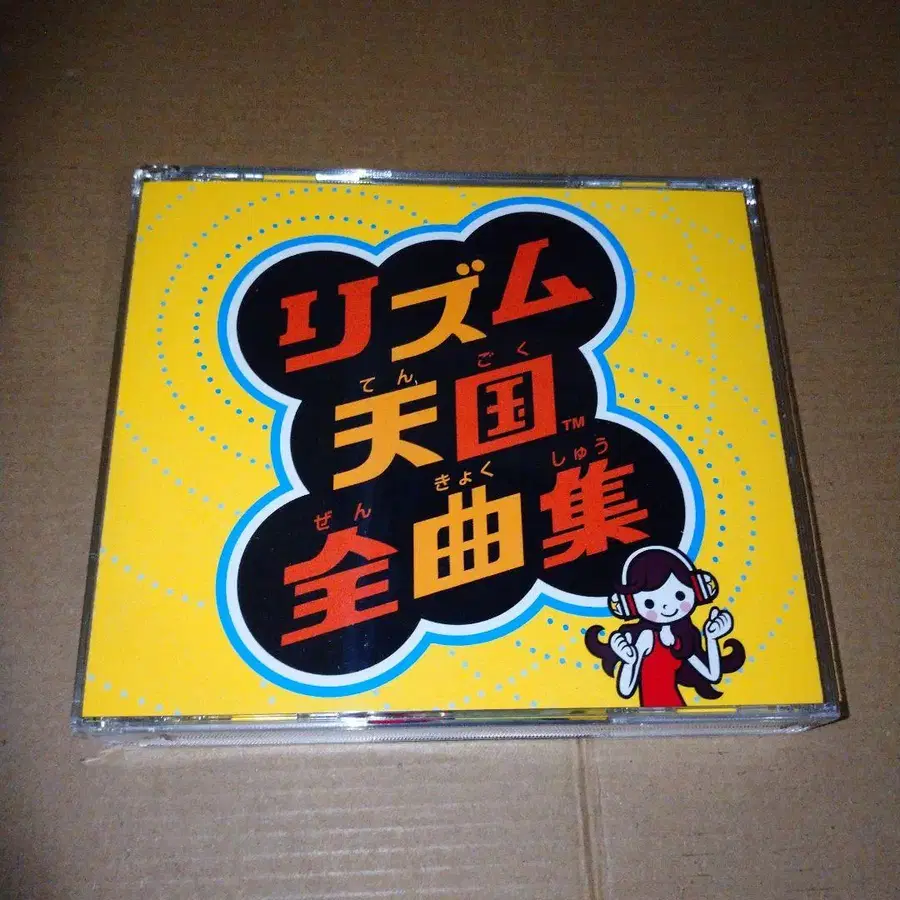 リズム
てんごく
天国™
ぜんきょくしゅう
全曲集